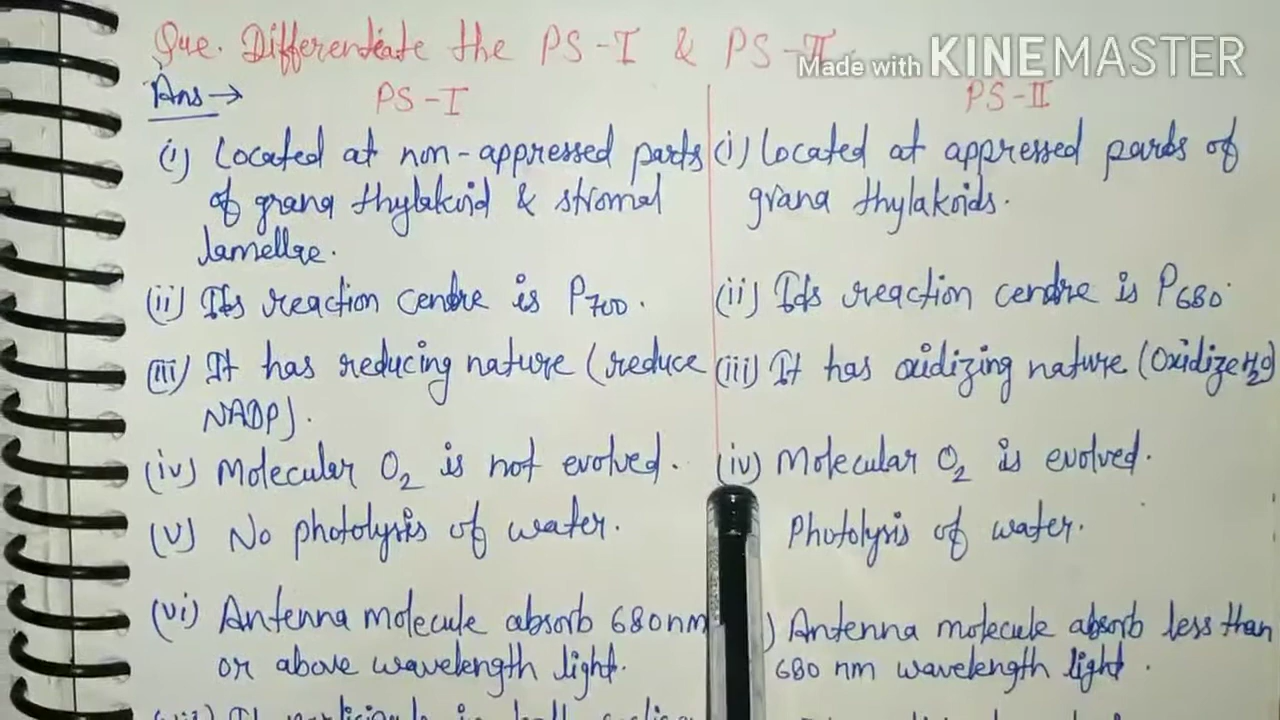 Que. Differentiate the PS-I & PS-II
Made with KINEMASTER
Ans→ PS-I
PS-II
(i) Located at non-appressed parts
of grana thylakoid & stromal
lamellae.
(ii) Its reaction centre is P700.
(iii) It has reducing nature (reduce
NADP).
(iv) Molecular O2 is not evolved.
(v) No photolysis of water.
(vi) Antenna molecule absorb 680nm
or above wavelength light.
(i) Located at appressed parts of
grana thylakoids.
(ii) Its reaction centre is P680.
(iii) It has oxidizing nature (Oxidize H2O)
(iv) Molecular O2 is evolved.
Photolysis of water.
) Antenna molecule absorb less than
680 nm wavelength light.